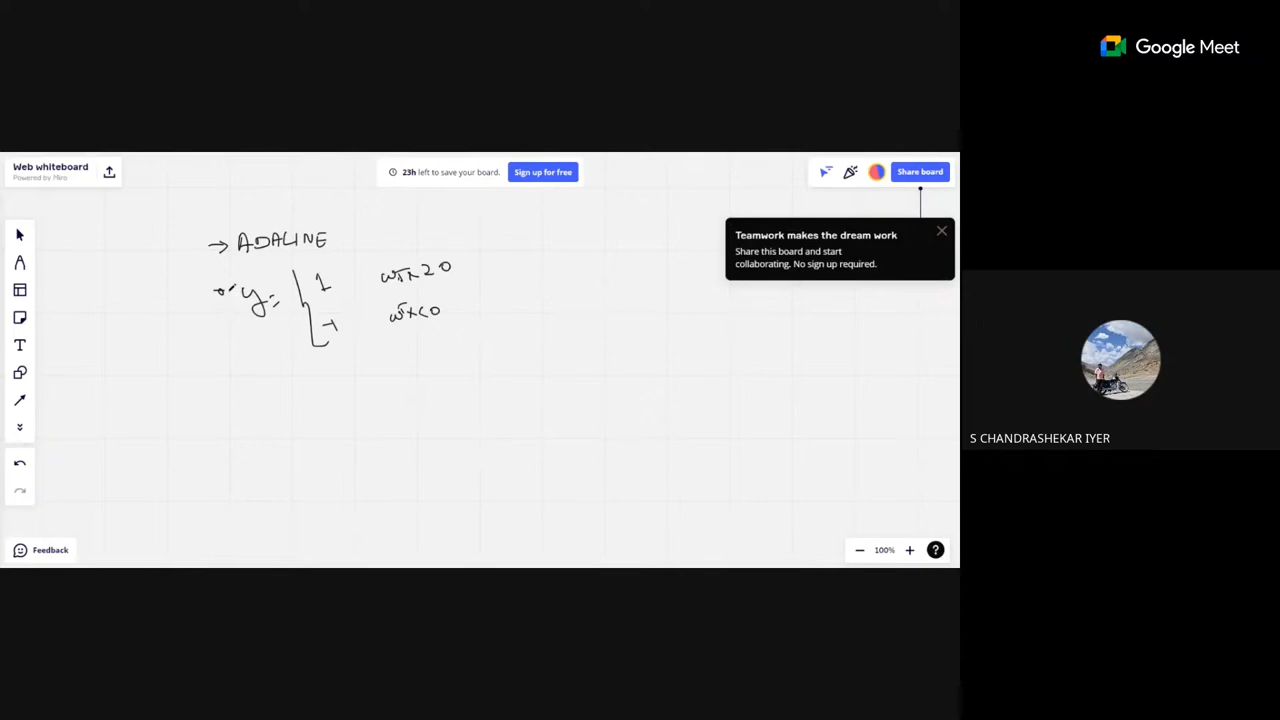 Google Meet
Web whiteboard
Powered by Miro
23h left to save your board.
Sign up for free
Share board
Teamwork makes the dream work
Share this board and start
collaborating. No sign up required.
→ ADALINE
y = { 1 wᵀx ≥ 0
-1 wᵀx < 0
S CHANDRASHEKAR IYER
Feedback
100%